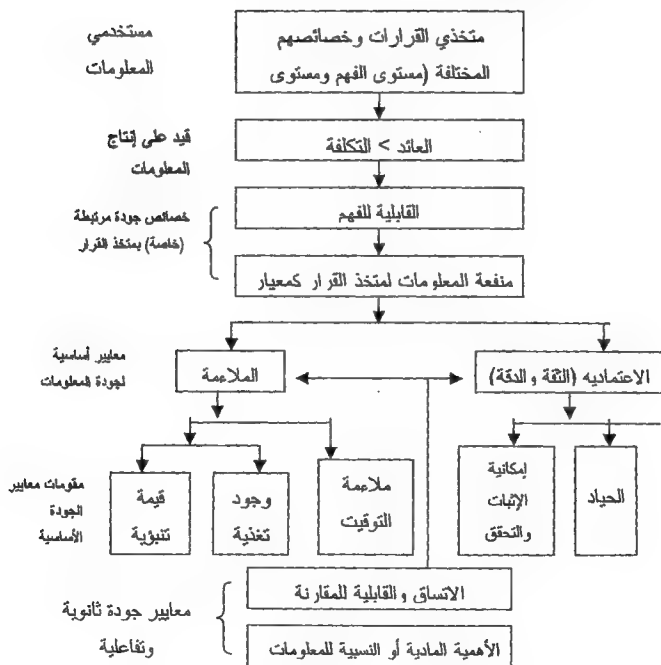 متخذي القرارات وخصائصهم
المختلفة (مستوى الفهم ومستوى
مستخدمي
المعلومات
العائد > التكلفة
قيد على إنتاج
المعلومات
القابلية للفهم
خصائص جودة مرتبطة
(خاصة) بمتخذ القرار
منفعة المعلومات لمتخذ القرار كمعيار
معايير أساسية
لجودة المعلومات
الاعتماديه (الثقة والدقة)
الملاءمة
الحياد
إمكانية
الإثبات
والتحقق
ملاءمة
التوقيت
وجود
تغذية
قيمة
تنبؤية
مقومات معايير
الجودة
الأساسية
الاتساق والقابلية للمقارنة
الأهمية المادية أو النسبية للمعلومات
معايير جودة ثانوية
وتفاعلية